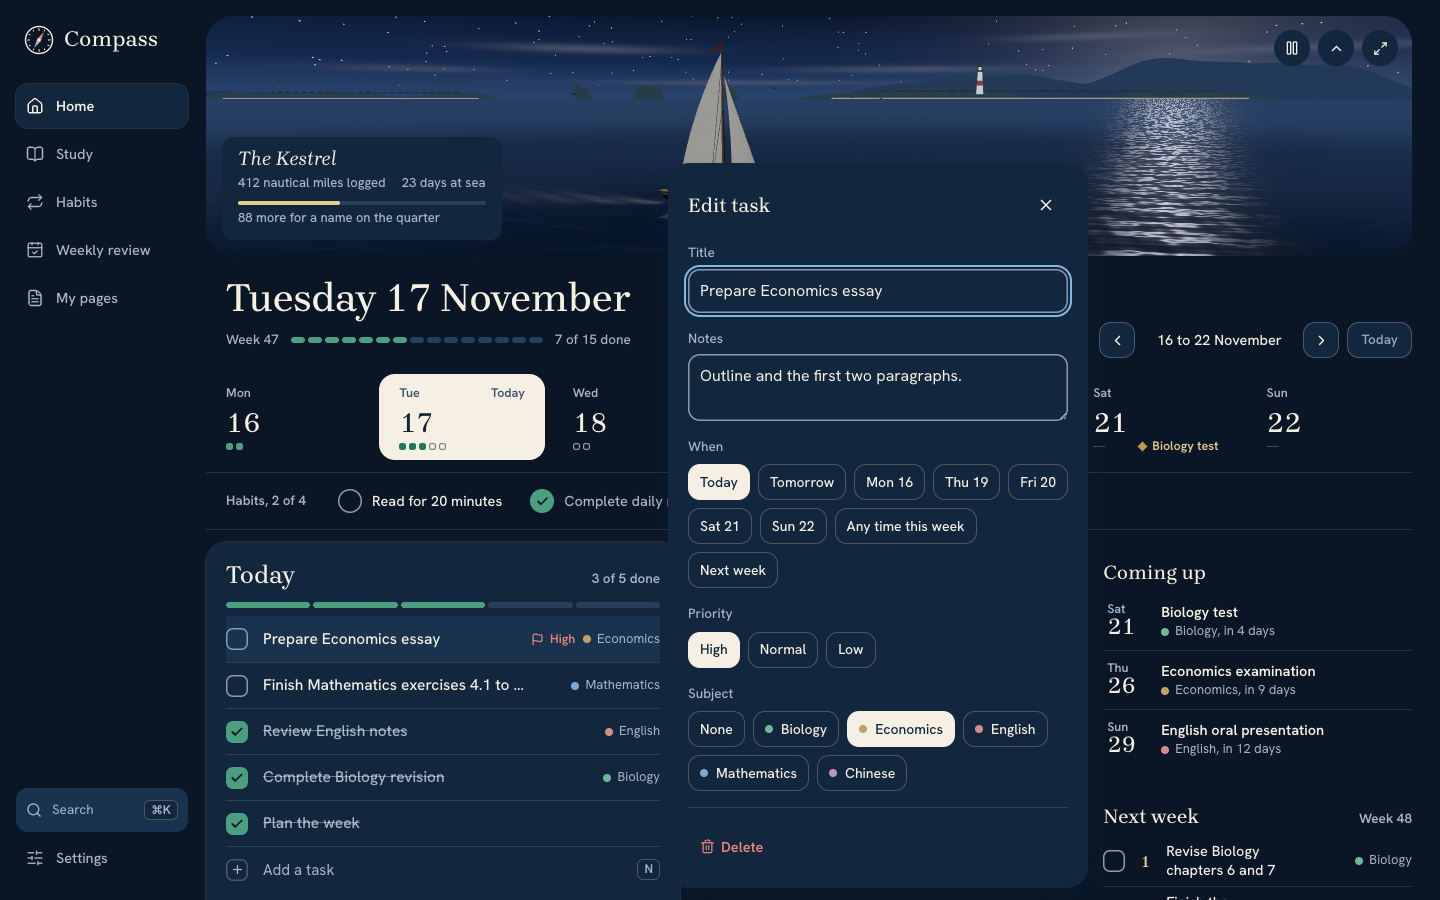 Compass
Home
Study
Habits
Weekly review
My pages
Search ⌘K
Settings
The Kestrel
412 nautical miles logged 23 days at sea
88 more for a name on the quarter
Tuesday 17 November
Week 47 7 of 15 done
16 to 22 November Today
Mon
16
Tue Today
17
Wed
18
Sat
21
Biology test
Sun
22
Habits, 2 of 4 Read for 20 minutes Complete daily
Today 3 of 5 done
Prepare Economics essay High Economics
Finish Mathematics exercises 4.1 to ... Mathematics
Review English notes English
Complete Biology revision Biology
Plan the week
Add a task N
Edit task
Title
Prepare Economics essay
Notes
Outline and the first two paragraphs.
When
Today Tomorrow Mon 16 Thu 19 Fri 20
Sat 21 Sun 22 Any time this week
Next week
Priority
High Normal Low
Subject
None Biology Economics English
Mathematics Chinese
Delete
Coming up
Sat
21
Biology test
Biology, in 4 days
Thu
26
Economics examination
Economics, in 9 days
Sun
29
English oral presentation
English, in 12 days
Next week Week 48
1 Revise Biology
chapters 6 and 7
Biology